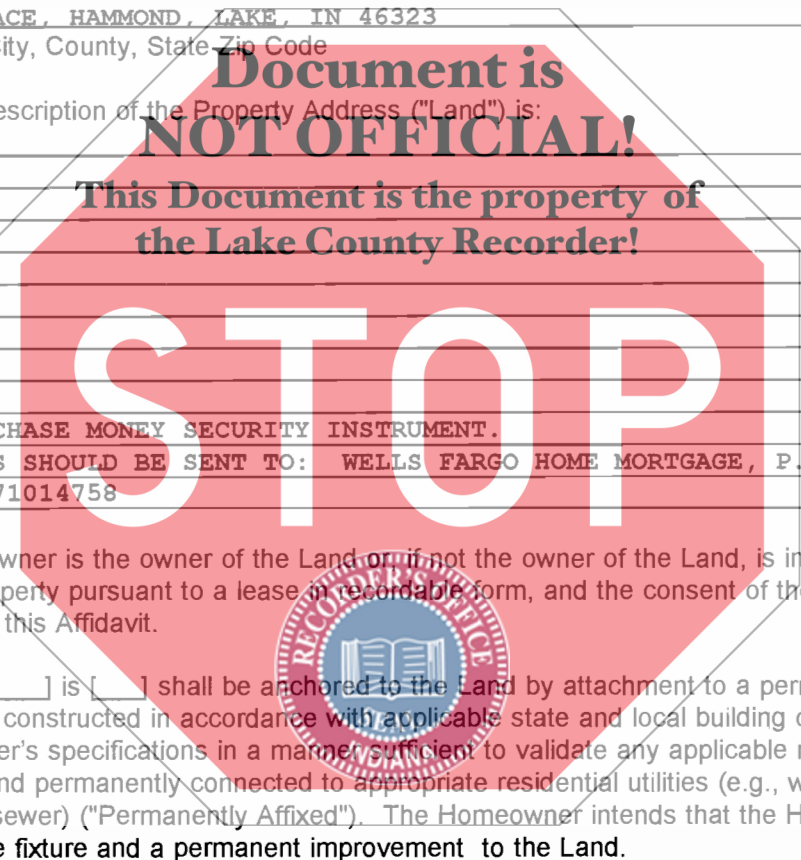 ACE, HAMMOND, LAKE, IN 46323
ity, County, State Zip Code
Document is
escription of the Property Address ("Land") is:
NOT OFFICIAL!
This Document is the property of
the Lake County Recorder!
STOP
CHASE MONEY SECURITY INSTRUMENT.
S SHOULD BE SENT TO: WELLS FARGO HOME MORTGAGE, P.
71014758
wner is the owner of the Land or, if not the owner of the Land, is in
perty pursuant to a lease in recordable form, and the consent of the
this Affidavit.
RECORDER'S OFFICE
____] is [___] shall be anchored to the Land by attachment to a per
constructed in accordance with applicable state and local building
er's specifications in a manner sufficient to validate any applicable
INDIANA
nd permanently connected to appropriate residential utilities (e.g., w
sewer) ("Permanently Affixed"). The Homeowner intends that the H
e fixture and a permanent improvement to the Land.